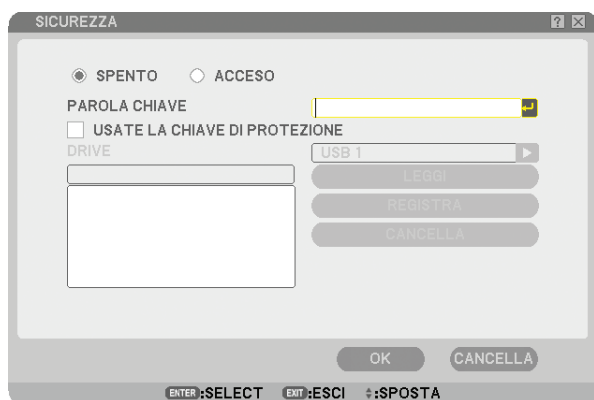 SICUREZZA
SPENTO ACCESO
PAROLA CHIAVE
USATE LA CHIAVE DI PROTEZIONE
DRIVE USB 1
LEGGI
REGISTRA
CANCELLA
OK CANCELLA
ENTER:SELECT EXIT:ESCI :SPOSTA